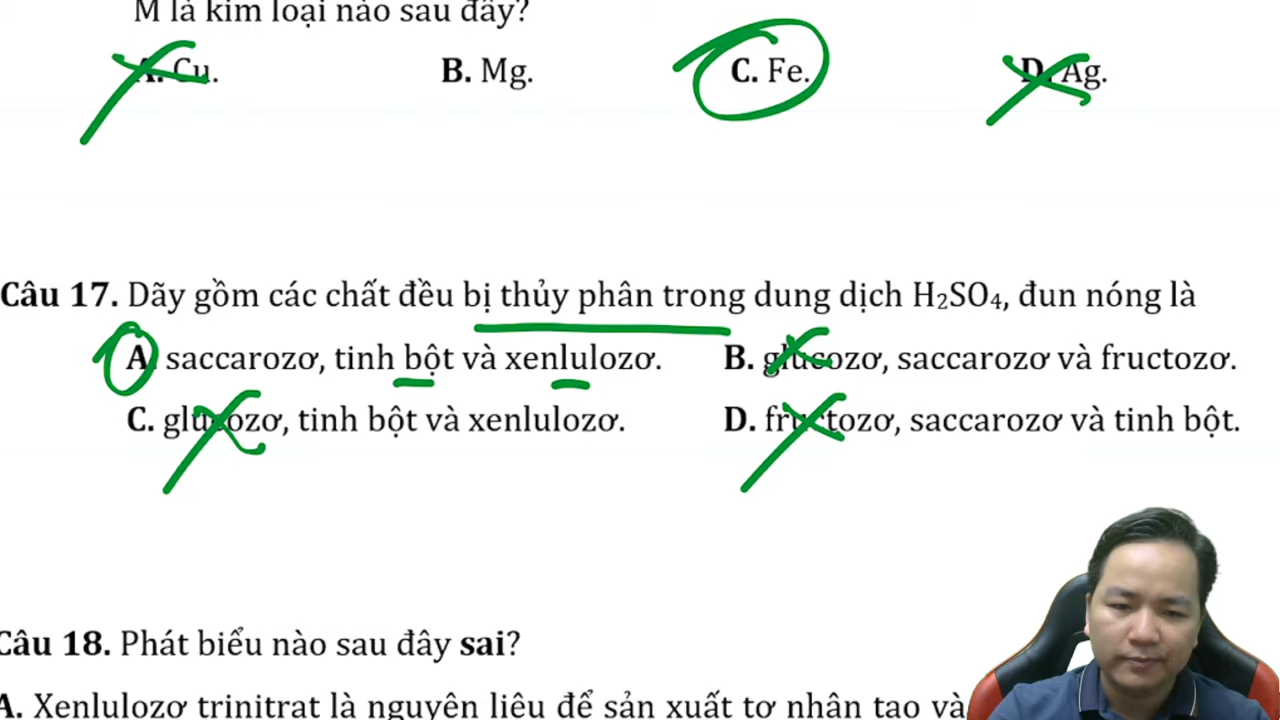 M là kim loại nào sau đây?
A. Cu. B. Mg. C. Fe. D. Ag.
Câu 17. Dãy gồm các chất đều bị thủy phân trong dung dịch H₂SO₄, đun nóng là
A. saccarozơ, tinh bột và xenlulozơ. B. glucozơ, saccarozơ và fructozơ.
C. glucozơ, tinh bột và xenlulozơ. D. fructozơ, saccarozơ và tinh bột.
Câu 18. Phát biểu nào sau đây sai?
A. Xenlulozơ trinitrat là nguyên liệu để sản xuất tơ nhân tạo và